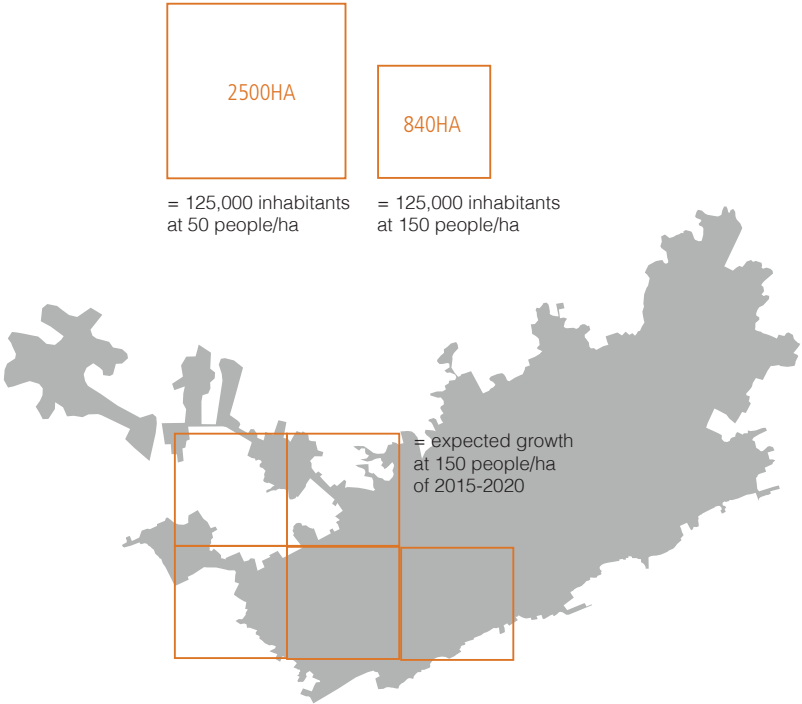 2500HA
840HA
= 125,000 inhabitants
at 50 people/ha
= 125,000 inhabitants
at 150 people/ha
= expected growth
at 150 people/ha
of 2015-2020